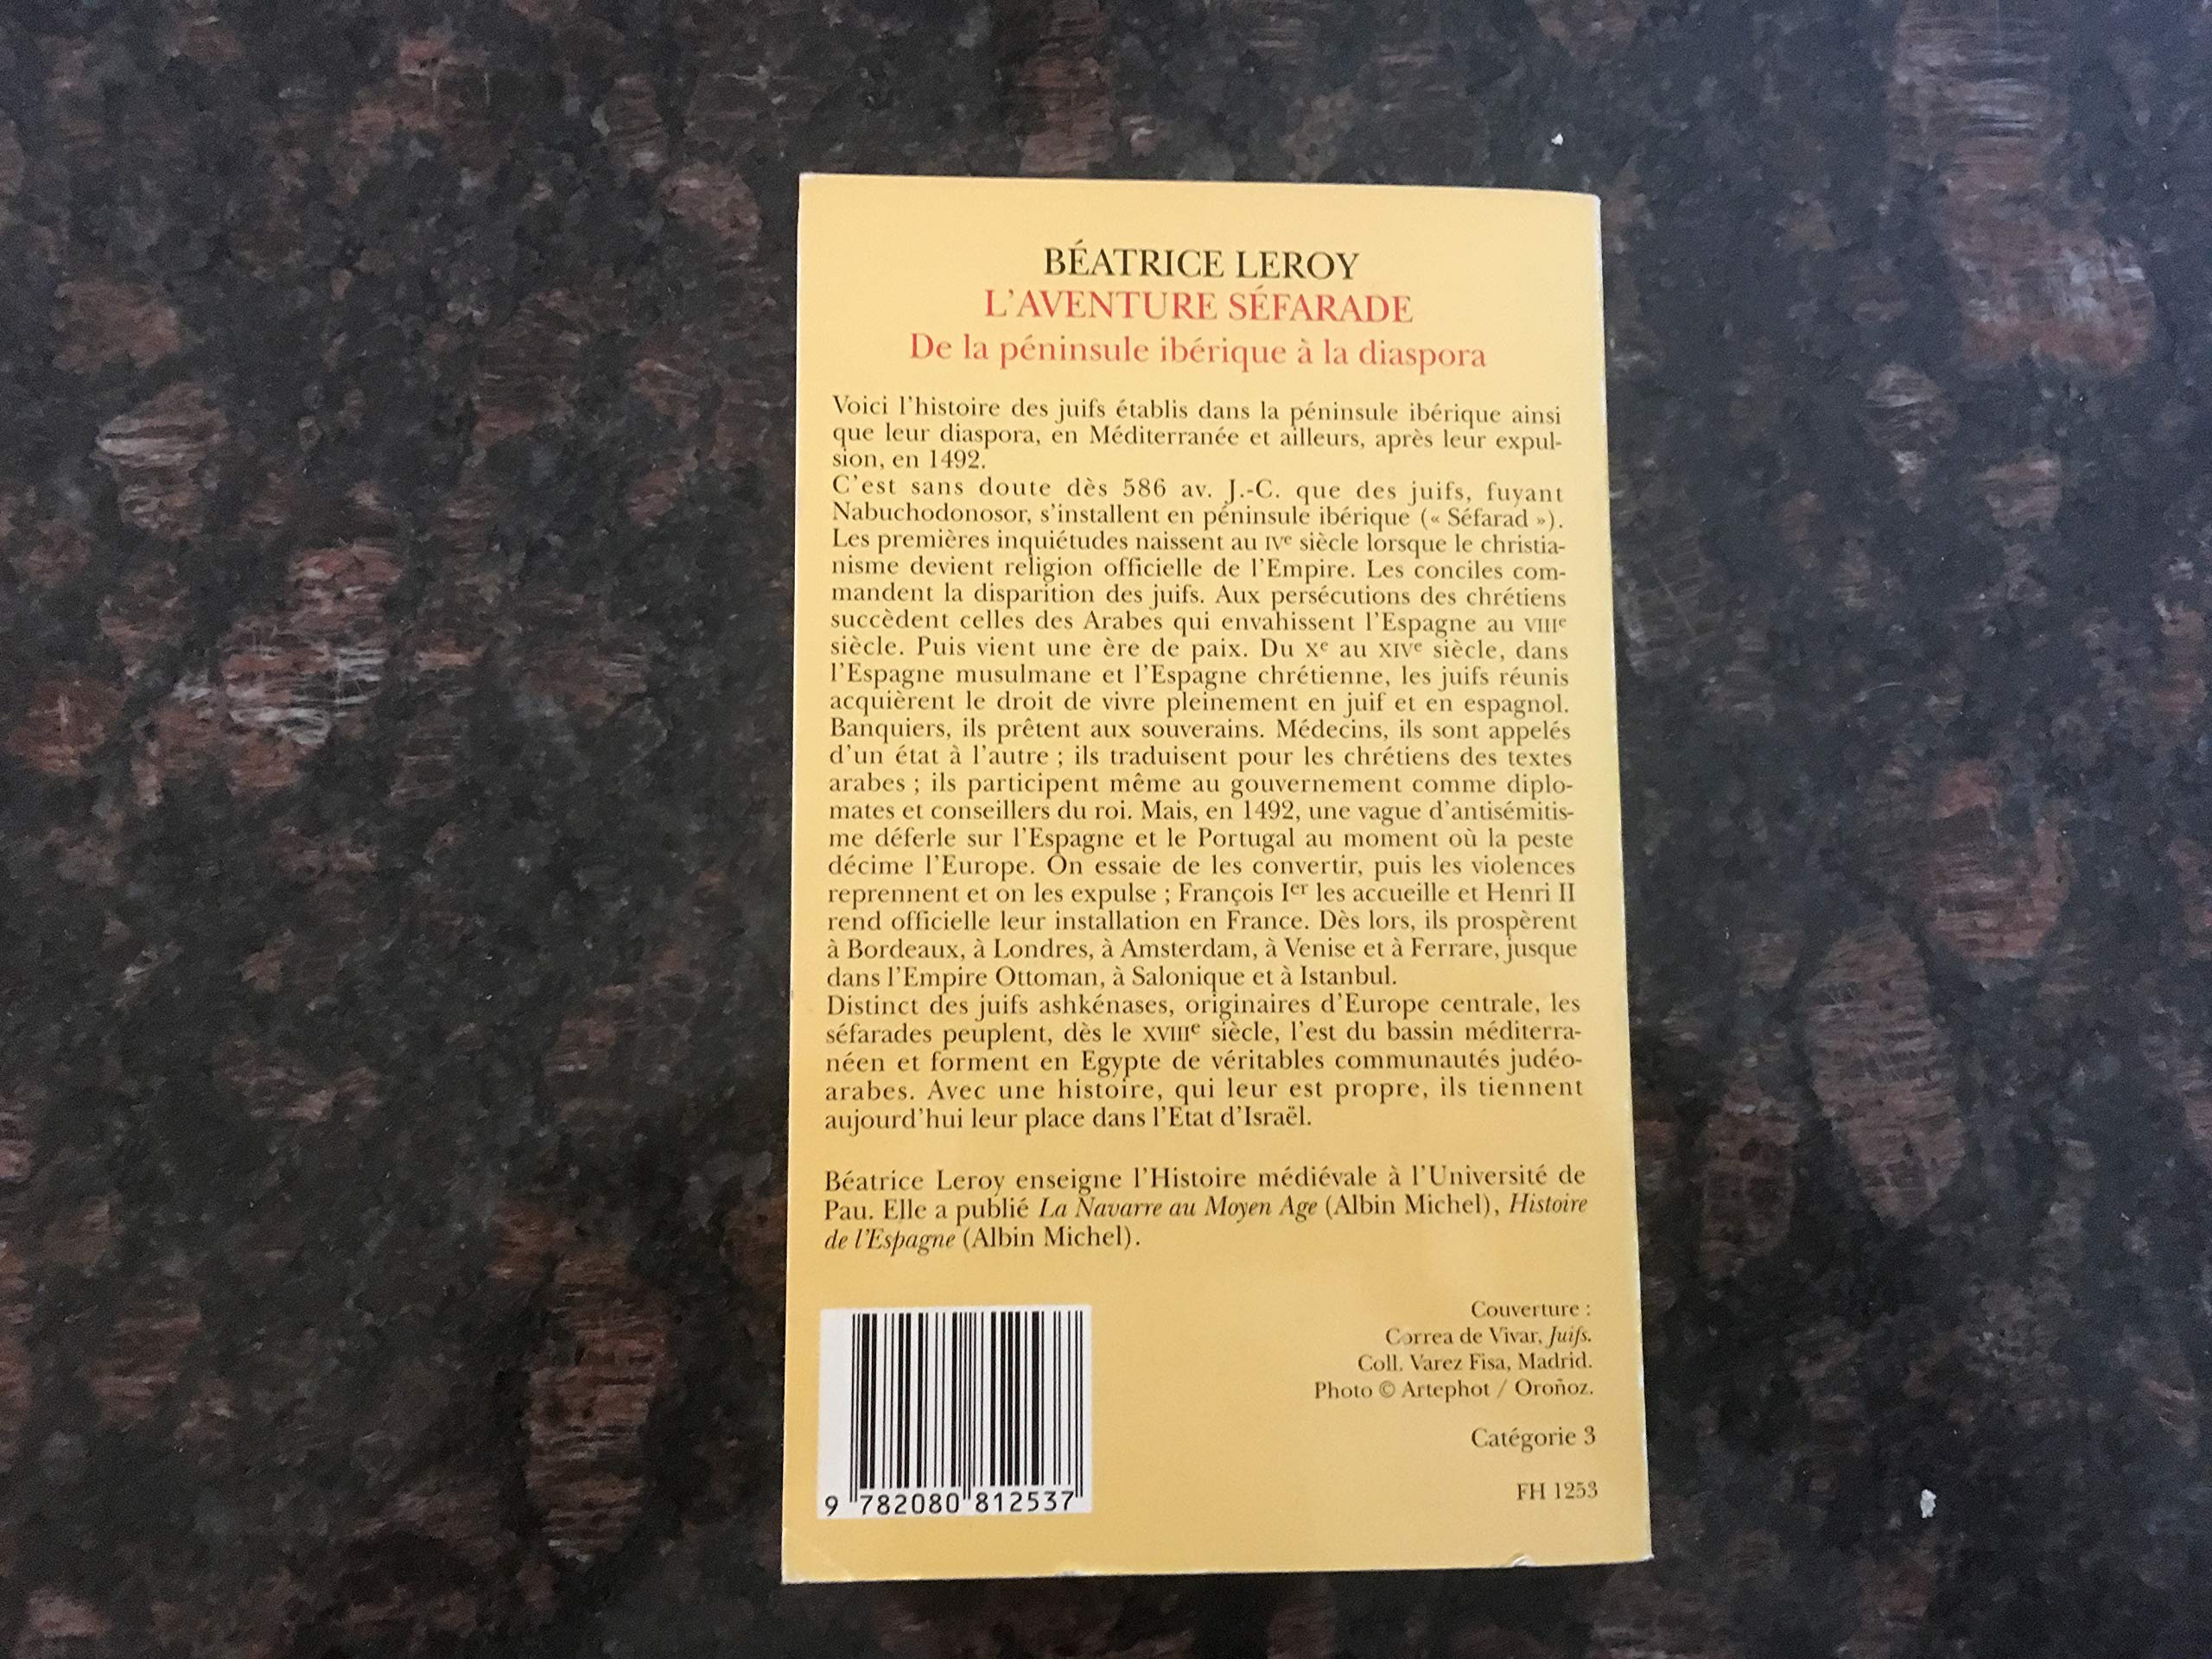 BÉATRICE LEROY
L'AVENTURE SÉFARADE
De la péninsule ibérique à la diaspora
Voici l'histoire des juifs établis dans la péninsule ibérique ainsi
que leur diaspora, en Méditerranée et ailleurs, après leur expul-
sion, en 1492.
C'est sans doute dès 586 av. J.-C. que des juifs, fuyant
Nabuchodonosor, s'installent en péninsule ibérique (« Séfarad »).
Les premières inquiétudes naissent au IVe siècle lorsque le christia-
nisme devient religion officielle de l'Empire. Les conciles com-
mandent la disparition des juifs. Aux persécutions des chrétiens
succèdent celles des Arabes qui envahissent l'Espagne au VIIIe
siècle. Puis vient une ère de paix. Du Xe au XIVe siècle, dans
l'Espagne musulmane et l'Espagne chrétienne, les juifs réunis
acquièrent le droit de vivre pleinement en juif et en espagnol.
Banquiers, ils prêtent aux souverains. Médecins, ils sont appelés
d'un état à l'autre ; ils traduisent pour les chrétiens des textes
arabes ; ils participent même au gouvernement comme diplo-
mates et conseillers du roi. Mais, en 1492, une vague d'antisémitis-
me déferle sur l'Espagne et le Portugal au moment où la peste
décime l'Europe. On essaie de les convertir, puis les violences
reprennent et on les expulse ; François Ier les accueille et Henri II
rend officielle leur installation en France. Dès lors, ils prospèrent
à Bordeaux, à Londres, à Amsterdam, à Venise et à Ferrare, jusque
dans l'Empire Ottoman, à Salonique et à Istanbul.
Distinct des juifs ashkénases, originaires d'Europe centrale, les
séfarades peuplent, dès le XVIIIe siècle, l'est du bassin méditerra-
néen et forment en Egypte de véritables communautés judéo-
arabes. Avec une histoire, qui leur est propre, ils tiennent
aujourd'hui leur place dans l'Etat d'Israël.
Béatrice Leroy enseigne l'Histoire médiévale à l'Université de
Pau. Elle a publié La Navarre au Moyen Age (Albin Michel), Histoire
de l'Espagne (Albin Michel).
Couverture :
Correa de Vivar, Juifs.
Coll. Varez Fisa, Madrid.
Photo © Artephot / Oroñoz.
Catégorie 3
FH 1253
9 782080 812537